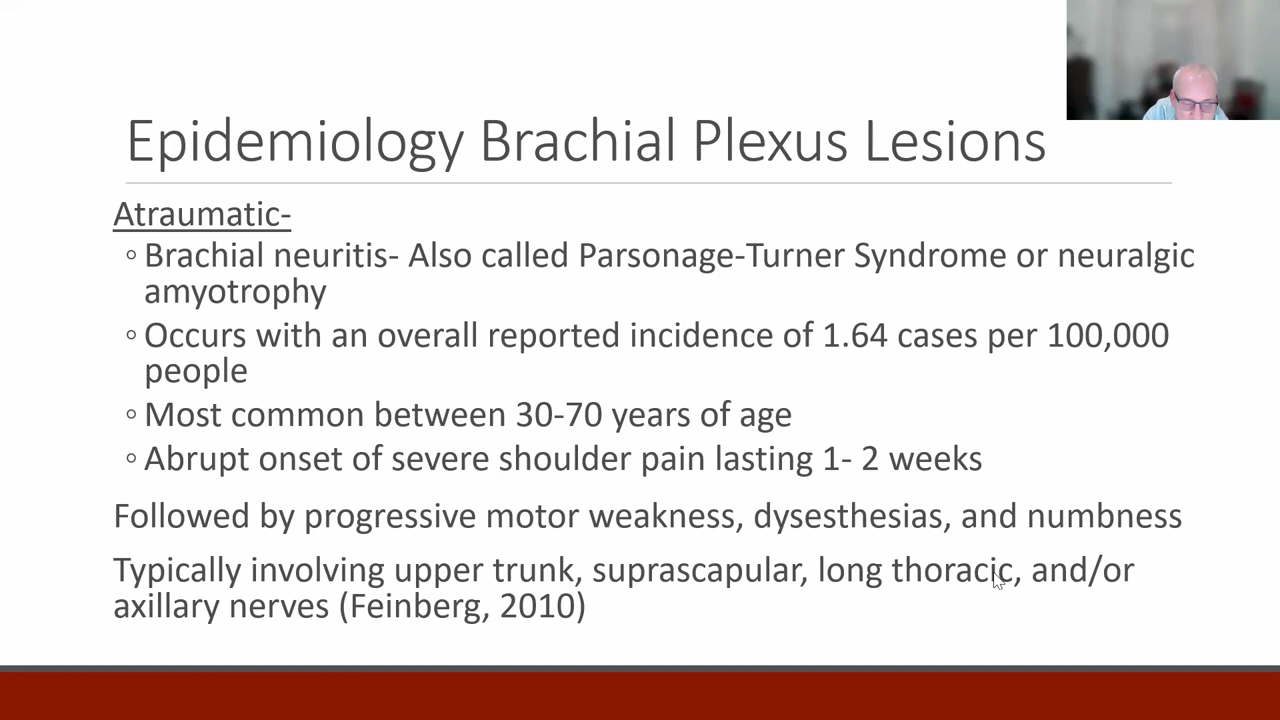 Epidemiology Brachial Plexus Lesions
Atraumatic-
◦ Brachial neuritis- Also called Parsonage-Turner Syndrome or neuralgic
amyotrophy
◦ Occurs with an overall reported incidence of 1.64 cases per 100,000
people
◦ Most common between 30-70 years of age
◦ Abrupt onset of severe shoulder pain lasting 1- 2 weeks
Followed by progressive motor weakness, dysesthesias, and numbness
Typically involving upper trunk, suprascapular, long thoracic, and/or
axillary nerves (Feinberg, 2010)